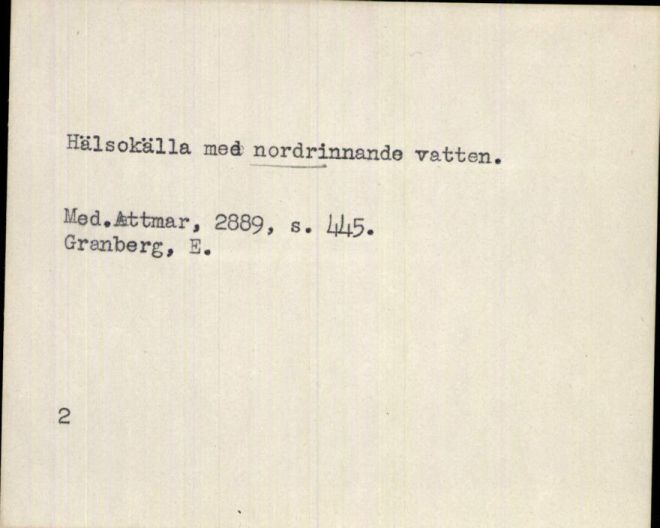 Hälsokälla med nordrinnande vatten.
Med.Attmar, 2889, s. 445.
Granberg, E.
2